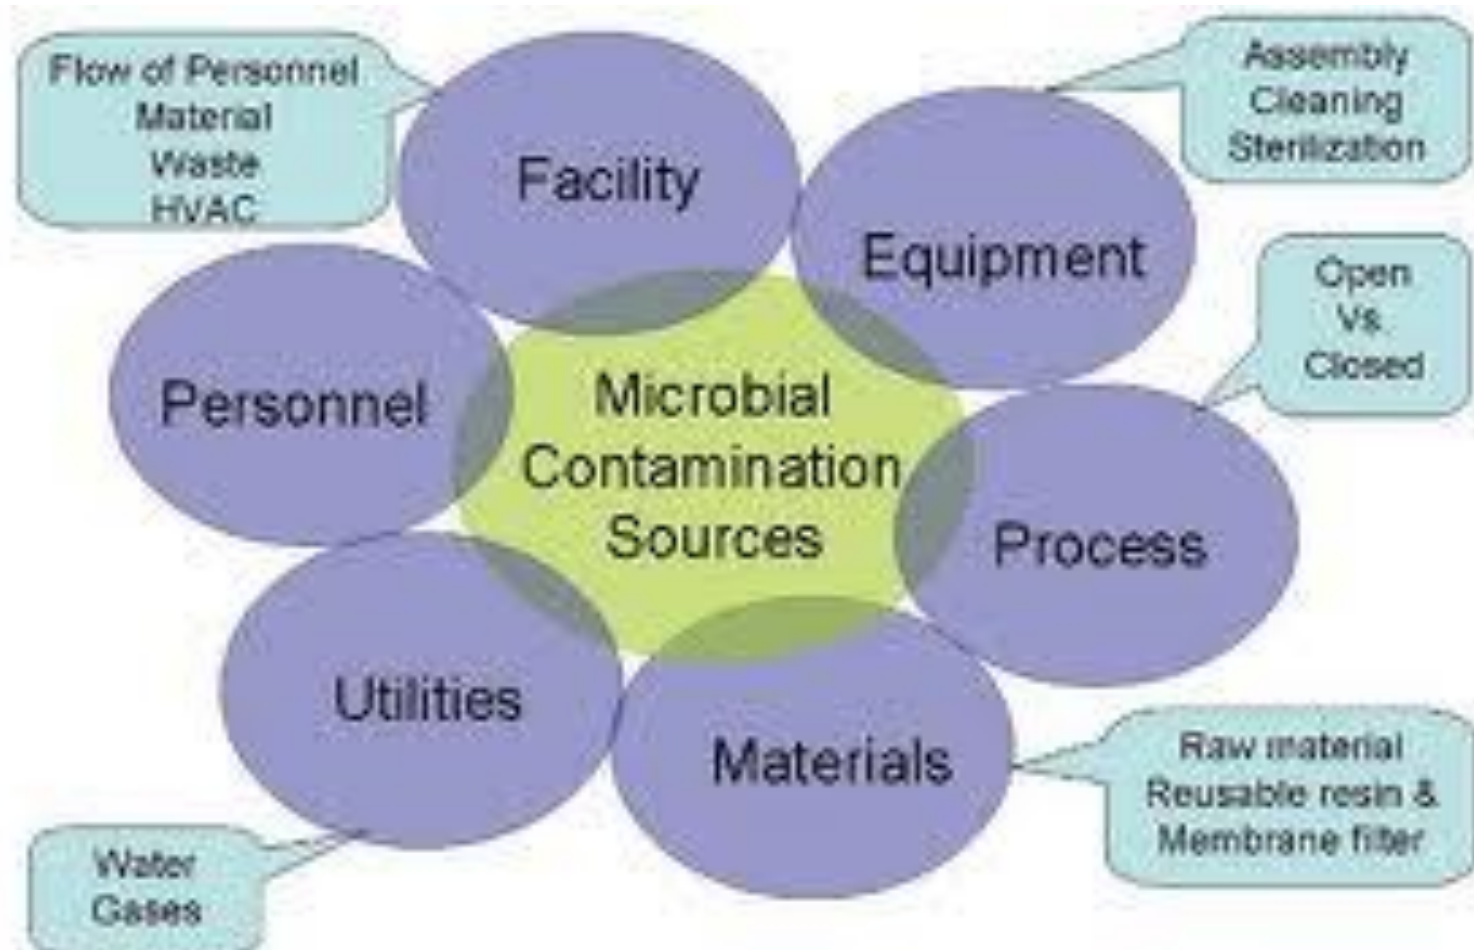 Flow of Personnel
Material
Waste
HVAC
Facility
Assembly
Cleaning
Sterilization
Equipment
Open
Vs
Closed
Personnel
Microbial
Contamination
Sources
Process
Utilities
Materials
Raw material
Reusable resin &
Membrane filter
Water
Gases